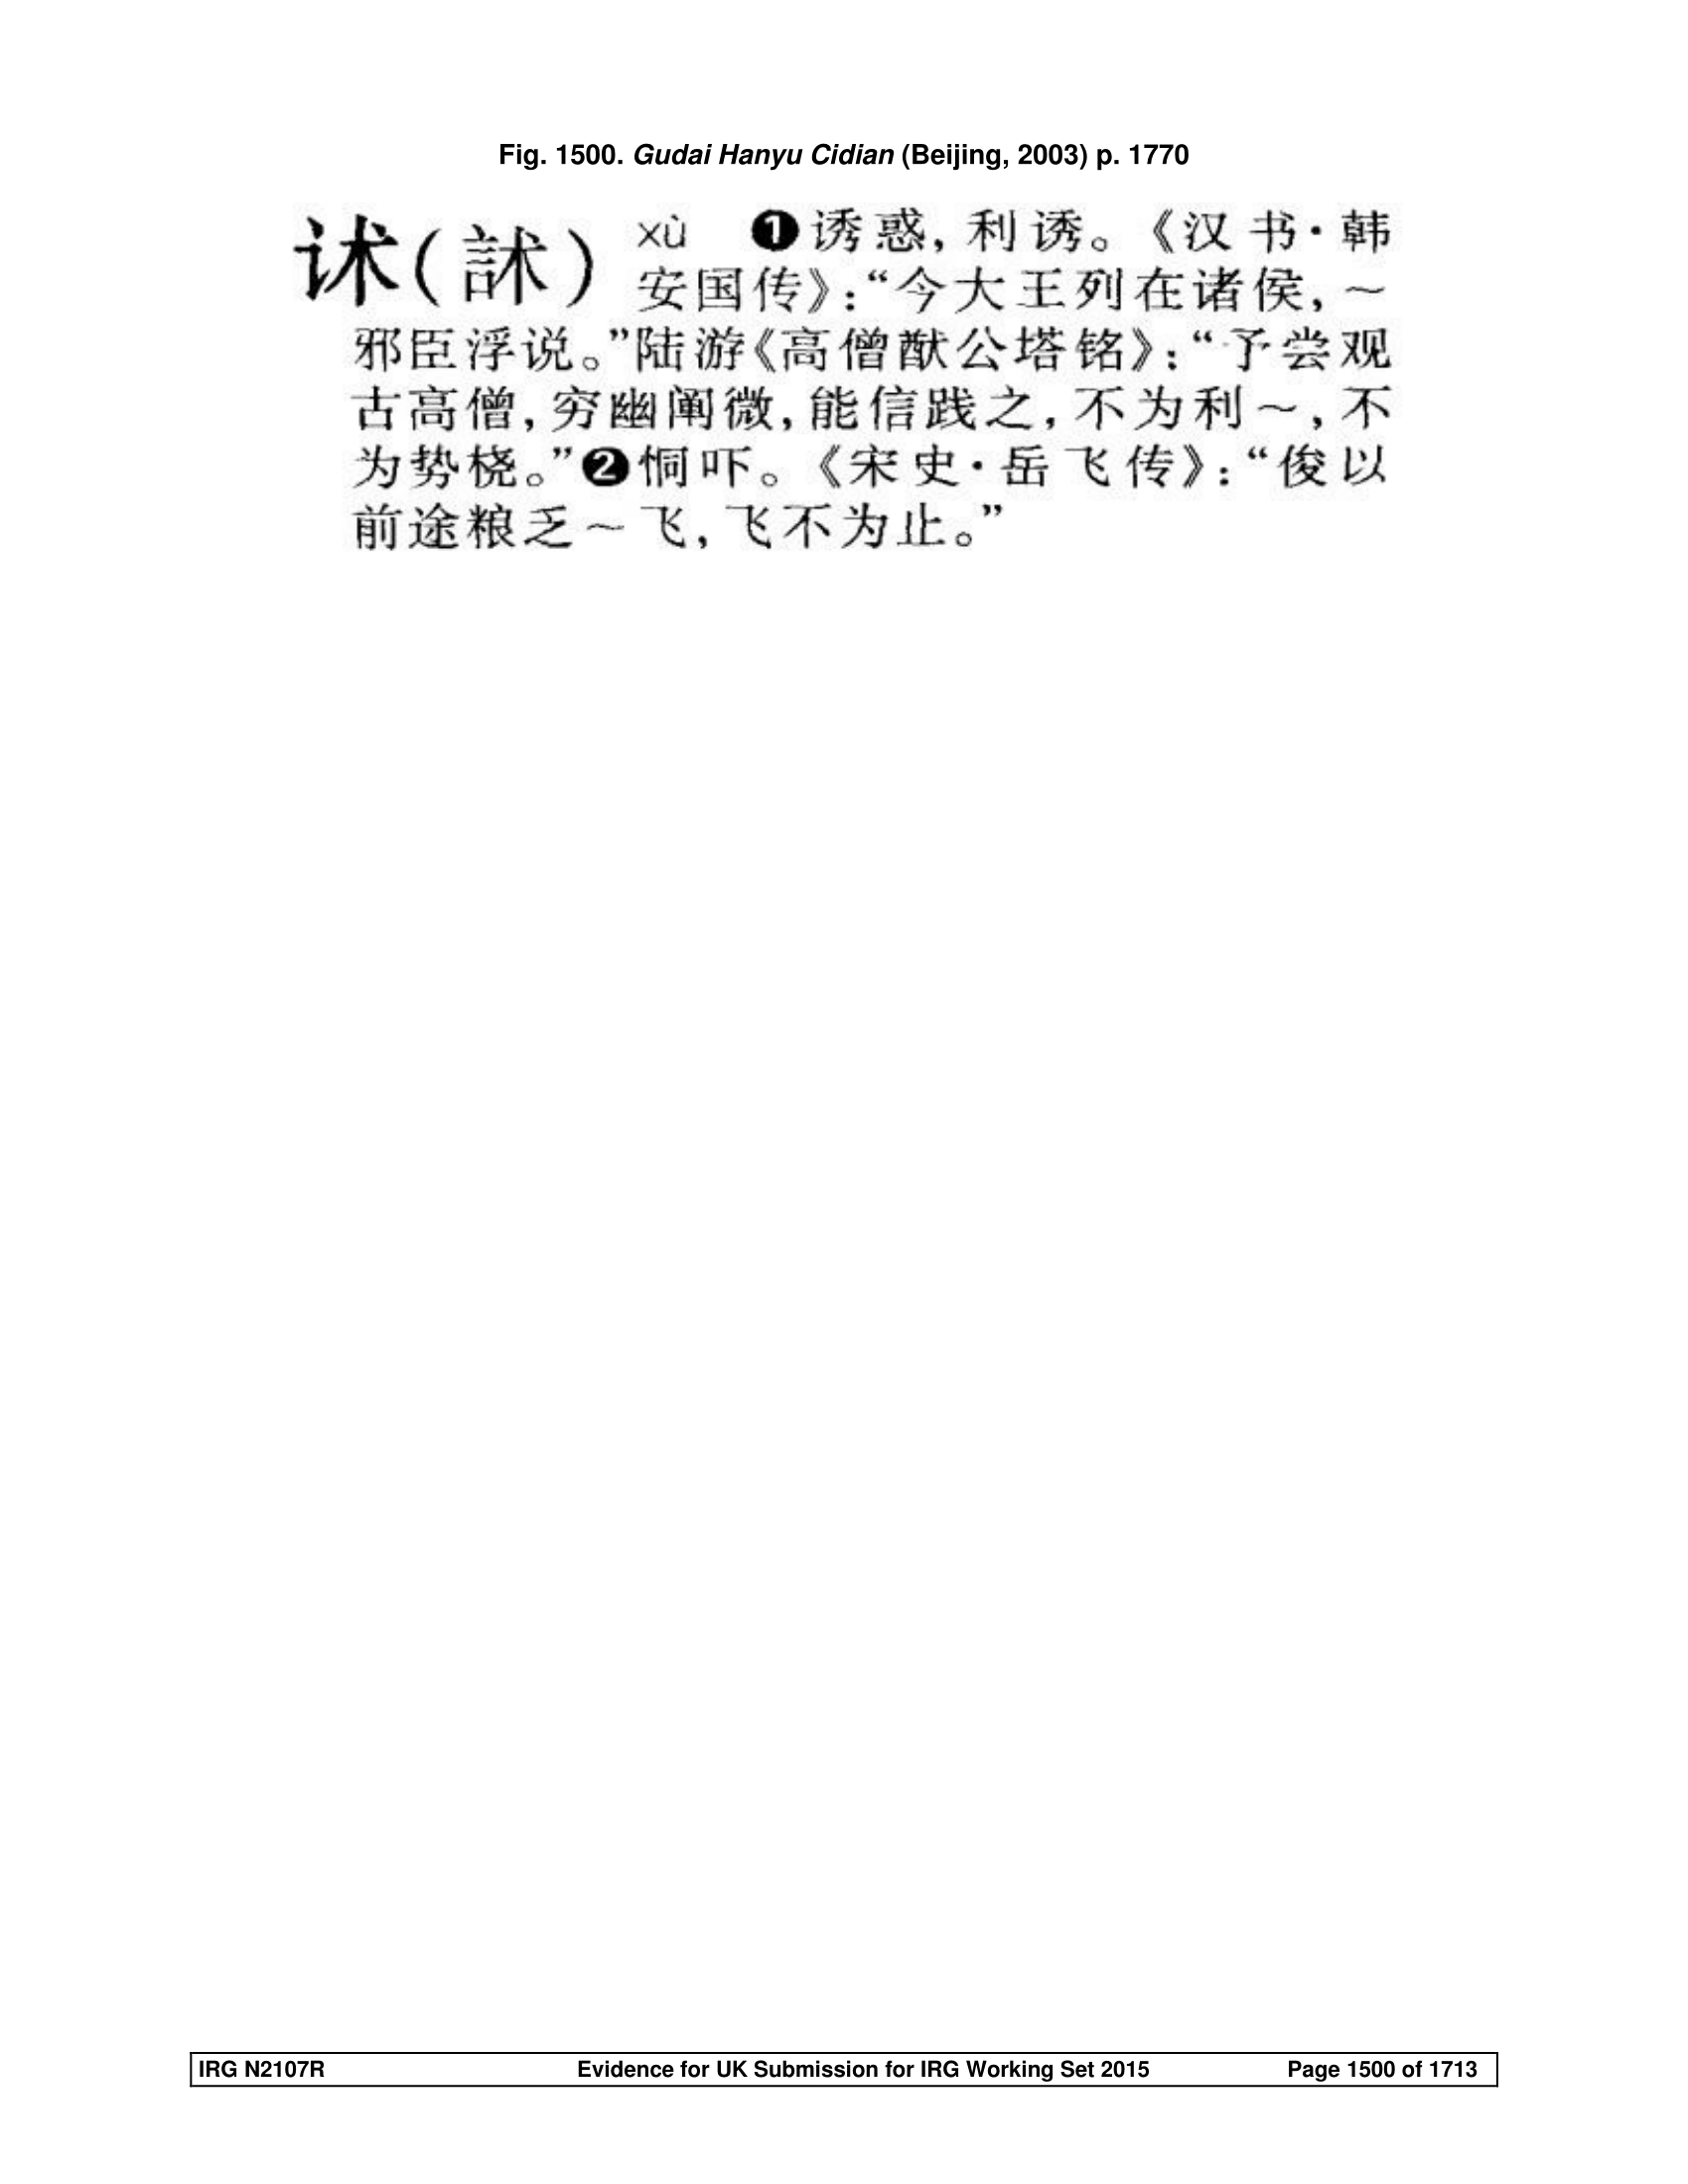 Fig. 1500. Gudai Hanyu Cidian (Beijing, 2003) p. 1770
𬣡(訹) xù ❶诱惑,利诱。《汉书·韩
安国传》:“今大王列在诸侯,～
邪臣浮说。”陆游《高僧猷公塔铭》:“予尝观
古高僧,穷幽阐微,能信践之,不为利～,不
为势桡。”❷恫吓。《宋史·岳飞传》:“俊以
前途粮乏～飞,飞不为止。”
IRG N2107R Evidence for UK Submission for IRG Working Set 2015 Page 1500 of 1713